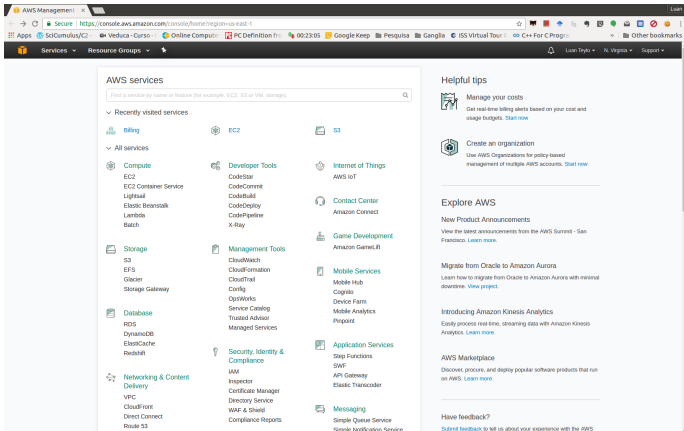 AWS Management
Luan
Secure https://console.aws.amazon.com/console/home?region=us-east-1
Apps SciCumulus/C2 Veduca - Curso - Online Compute PC Definition fro 00:23:05 Google Keep Bin Pesquisa Bin Ganglia ISS Virtual Tour C++ For C Progra » Other bookmarks
Services Resource Groups Luan Teylo N. Virginia Support
AWS services
Find a service by name or feature (for example, EC2, S3 or VM, storage).
Recently visited services
Billing EC2 S3
All services
Compute
EC2
EC2 Container Service
Lightsail
Elastic Beanstalk
Lambda
Batch
Storage
S3
EFS
Glacier
Storage Gateway
Database
RDS
DynamoDB
ElastiCache
Redshift
Networking & Content
Delivery
VPC
CloudFront
Direct Connect
Route 53
Developer Tools
CodeStar
CodeCommit
CodeBuild
CodeDeploy
CodePipeline
X-Ray
Management Tools
CloudWatch
CloudFormation
CloudTrail
Config
OpsWorks
Service Catalog
Trusted Advisor
Managed Services
Security, Identity &
Compliance
IAM
Inspector
Certificate Manager
Directory Service
WAF & Shield
Compliance Reports
Internet of Things
AWS IoT
Contact Center
Amazon Connect
Game Development
Amazon GameLift
Mobile Services
Mobile Hub
Cognito
Device Farm
Mobile Analytics
Pinpoint
Application Services
Step Functions
SWF
API Gateway
Elastic Transcoder
Messaging
Simple Queue Service
Simple Notification Service
Helpful tips
Manage your costs
Get real-time billing alerts based on your cost and
usage budgets. Start now
Create an organization
Use AWS Organizations for policy-based
management of multiple AWS accounts. Start now
Explore AWS
New Product Announcements
View the latest announcements from the AWS Summit - San
Francisco. Learn more.
Migrate from Oracle to Amazon Aurora
Learn how to migrate from Oracle to Amazon Aurora with minimal
downtime. View project.
Introducing Amazon Kinesis Analytics
Easily process real-time, streaming data with Amazon Kinesis
Analytics. Learn more.
AWS Marketplace
Discover, procure, and deploy popular software products that run
on AWS. Learn more.
Have feedback?
Submit feedback to tell us about your experience with the AWS